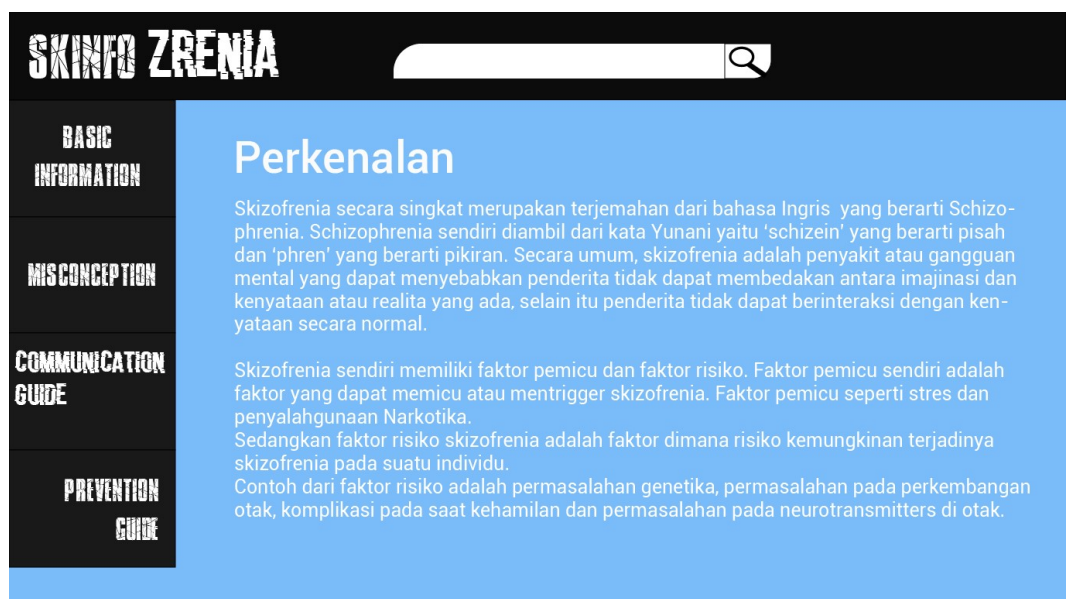 SKINFO ZRENIA
BASIC
INFORMATION
MISCONCEPTION
COMMUNICATION
GUIDE
PREVENTION
GUIDE
Perkenalan
Skizofrenia secara singkat merupakan terjemahan dari bahasa Ingris  yang berarti Schizo-
phrenia. Schizophrenia sendiri diambil dari kata Yunani yaitu ‘schizein’ yang berarti pisah
dan ‘phren’ yang berarti pikiran. Secara umum, skizofrenia adalah penyakit atau gangguan
mental yang dapat menyebabkan penderita tidak dapat membedakan antara imajinasi dan
kenyataan atau realita yang ada, selain itu penderita tidak dapat berinteraksi dengan ken-
yataan secara normal.
Skizofrenia sendiri memiliki faktor pemicu dan faktor risiko. Faktor pemicu sendiri adalah
faktor yang dapat memicu atau mentrigger skizofrenia. Faktor pemicu seperti stres dan
penyalahgunaan Narkotika.
Sedangkan faktor risiko skizofrenia adalah faktor dimana risiko kemungkinan terjadinya
skizofrenia pada suatu individu.
Contoh dari faktor risiko adalah permasalahan genetika, permasalahan pada perkembangan
otak, komplikasi pada saat kehamilan dan permasalahan pada neurotransmitters di otak.